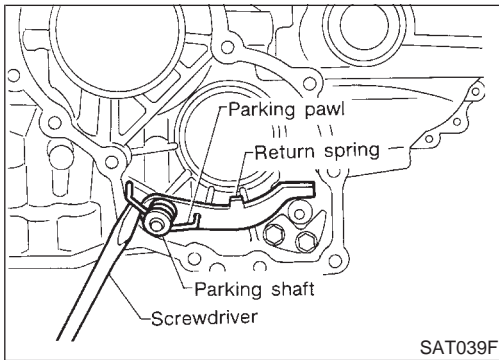 Parking pawl
Return spring
Parking shaft
Screwdriver
SAT039F